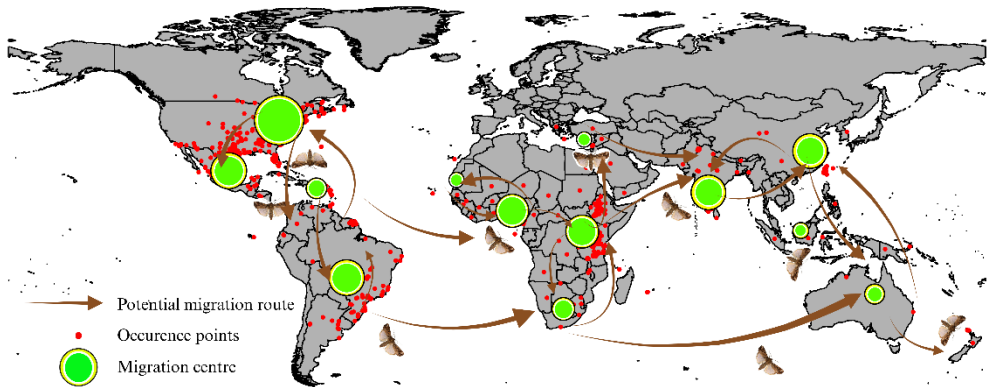 Potential migration route
Occurence points
Migration centre